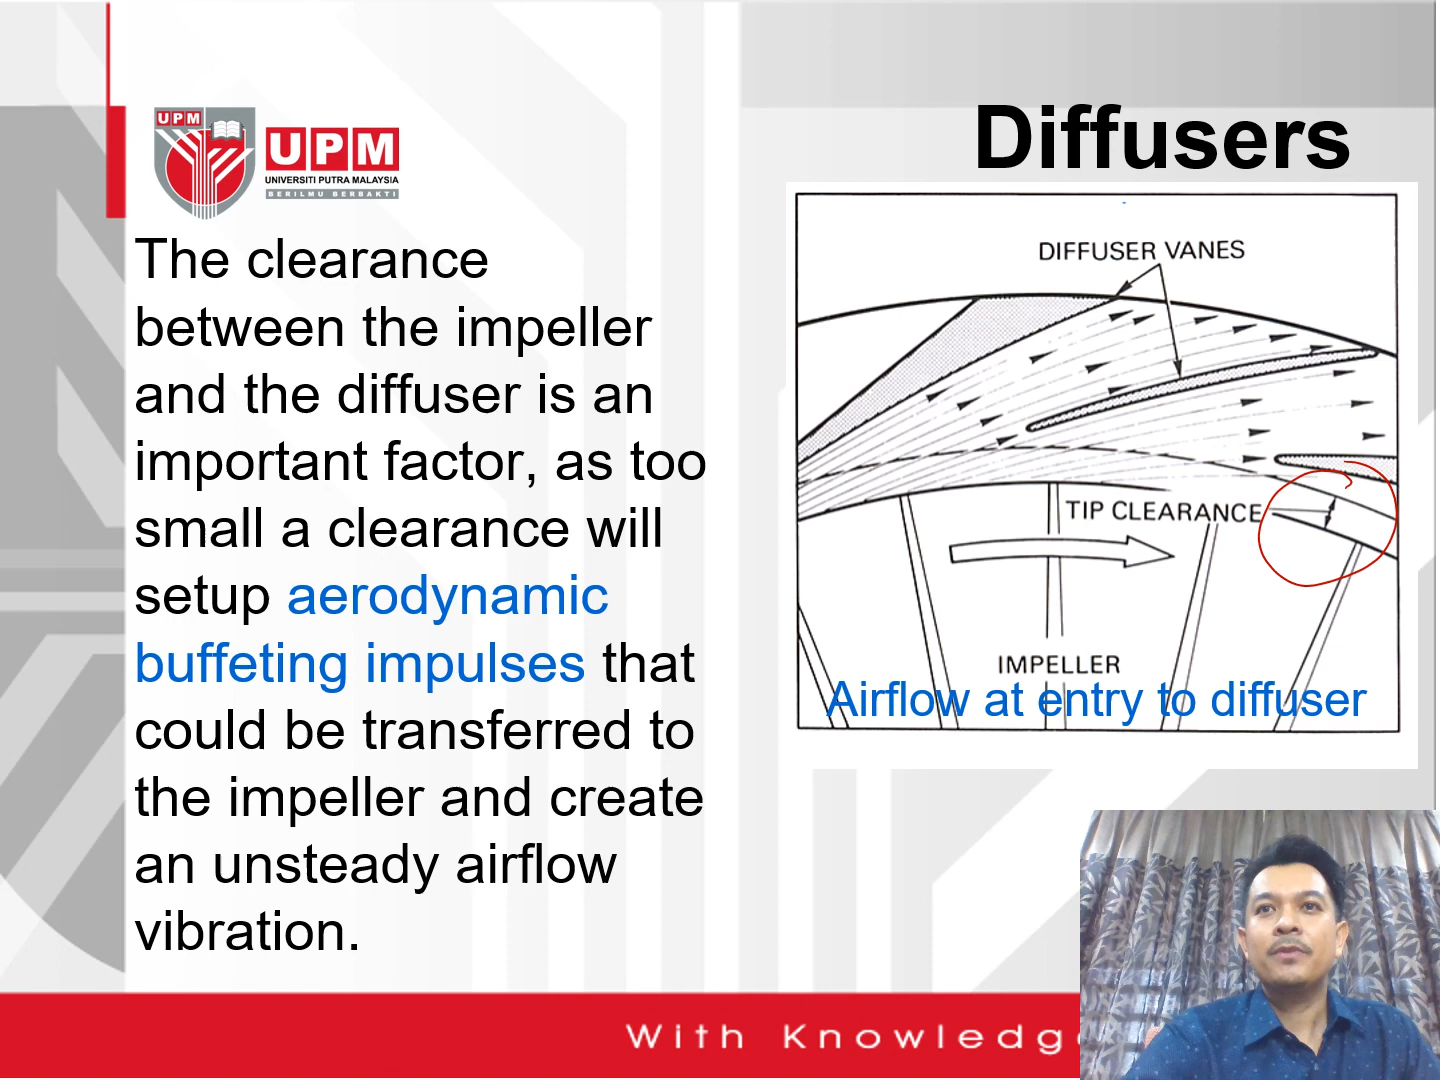 UPM
UPM
UNIVERSITI PUTRA MALAYSIA
BERILMU BERBAKTI
Diffusers
The clearance
between the impeller
and the diffuser is an
important factor, as too
small a clearance will
setup aerodynamic
buffeting impulses that
could be transferred to
the impeller and create
an unsteady airflow
vibration.
DIFFUSER VANES
TIP CLEARANCE
IMPELLER
Airflow at entry to diffuser
With Knowledge